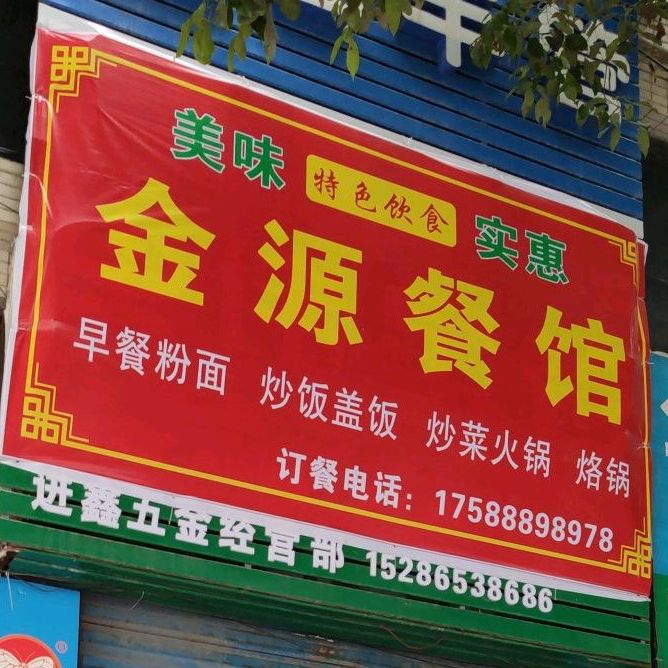 美味 特色饮食 实惠
金源餐馆
早餐粉面 炒饭盖饭 炒菜火锅 烙锅
订餐电话：17588898978
进鑫五金经营部 15286538686